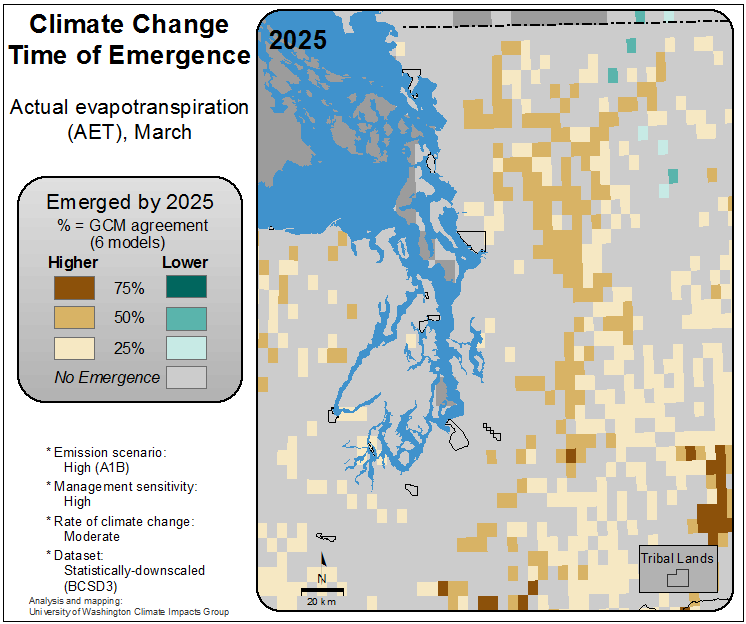 Climate Change
Time of Emergence
Actual evapotranspiration
(AET), March
Emerged by 2025
% = GCM agreement
(6 models)
Higher Lower
75%
50%
25%
No Emergence
* Emission scenario:
High (A1B)
* Management sensitivity:
High
* Rate of climate change:
Moderate
* Dataset:
Statistically-downscaled
(BCSD3)
Analysis and mapping:
University of Washington Climate Impacts Group
2025
N
20 km
Tribal Lands